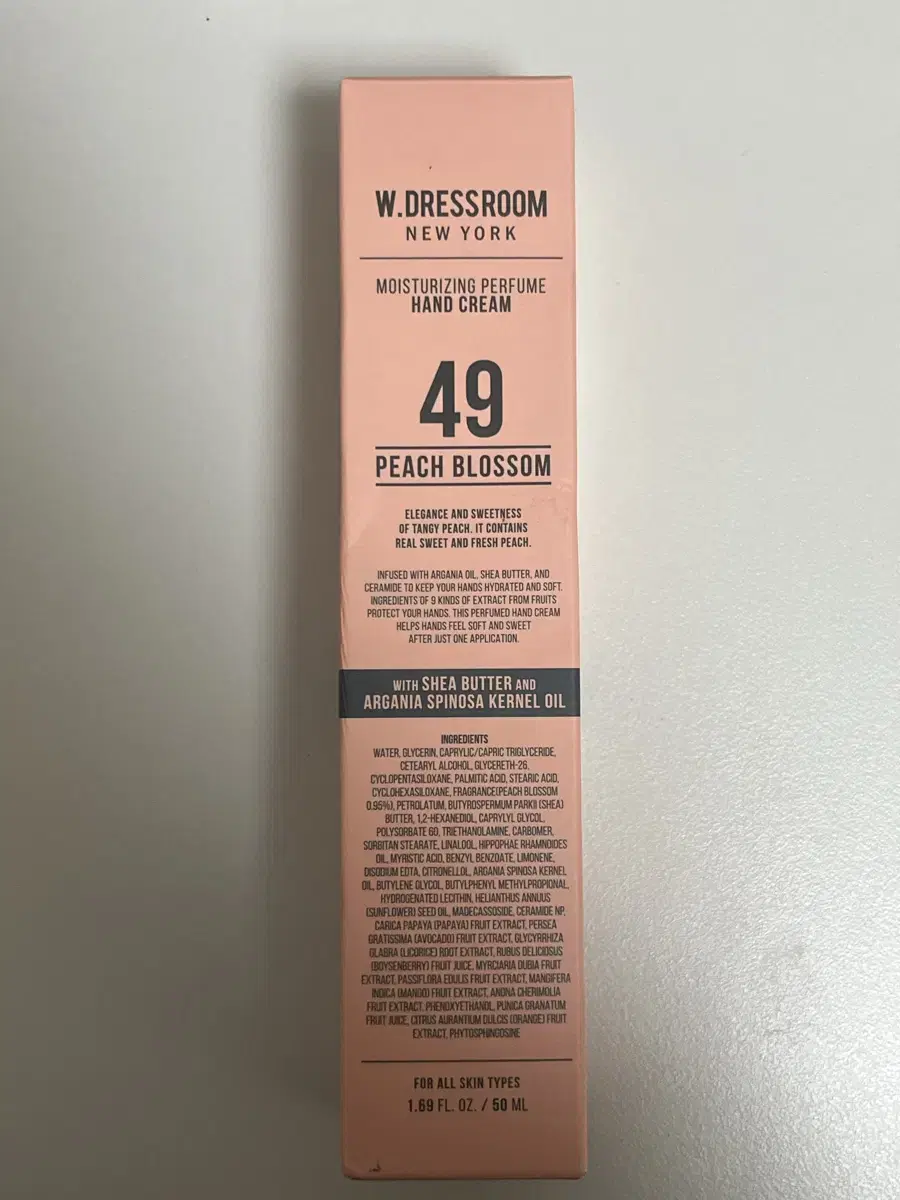 W.DRESSROOM
NEW YORK
MOISTURIZING PERFUME
HAND CREAM
49
PEACH BLOSSOM
ELEGANCE AND SWEETNESS
OF TANGY PEACH. IT CONTAINS
REAL SWEET AND FRESH PEACH.
INFUSED WITH ARGANIA OIL, SHEA BUTTER, AND
CERAMIDE TO KEEP YOUR HANDS HYDRATED AND SOFT.
INGREDIENTS OF 9 KINDS OF EXTRACT FROM FRUITS
PROTECT YOUR HANDS. THIS PERFUMED HAND CREAM
HELPS HANDS FEEL SOFT AND SWEET
AFTER JUST ONE APPLICATION.
WITH SHEA BUTTER AND
ARGANIA SPINOSA KERNEL OIL
INGREDIENTS
WATER, GLYCERIN, CAPRYLIC/CAPRIC TRIGLYCERIDE,
CETEARYL ALCOHOL, GLYCERETH-26,
CYCLOPENTASILOXANE, PALMITIC ACID, STEARIC ACID,
CYCLOHEXASILOXANE, FRAGRANCE(PEACH BLOSSOM
0.95%), PETROLATUM, BUTYROSPERMUM PARKII (SHEA)
BUTTER, 1,2-HEXANEDIOL, CAPRYLYL GLYCOL,
POLYSORBATE 60, TRIETHANOLAMINE, CARBOMER,
SORBITAN STEARATE, LINALOOL, HIPPOPHAE RHAMNOIDES
OIL, MYRISTIC ACID, BENZYL BENZOATE, LIMONENE,
DISODIUM EDTA, CITRONELLOL, ARGANIA SPINOSA KERNEL
OIL, BUTYLENE GLYCOL, BUTYLPHENYL METHYLPROPIONAL,
HYDROGENATED LECITHIN, HELIANTHUS ANNUUS
(SUNFLOWER) SEED OIL, MADECASSOSIDE, CERAMIDE NP,
CARICA PAPAYA (PAPAYA) FRUIT EXTRACT, PERSEA
GRATISSIMA (AVOCADO) FRUIT EXTRACT, GLYCYRRHIZA
GLABRA (LICORICE) ROOT EXTRACT, RUBUS DELICIOSUS
(BOYSENBERRY) FRUIT JUICE, MYRCIARIA DUBIA FRUIT
EXTRACT, PASSIFLORA EDULIS FRUIT EXTRACT, MANGIFERA
INDICA (MANGO) FRUIT EXTRACT, ANONA CHERIMOLIA
FRUIT EXTRACT, PHENOXYETHANOL, PUNICA GRANATUM
FRUIT JUICE, CITRUS AURANTIUM DULCIS (ORANGE) FRUIT
EXTRACT, PHYTOSPHINGOSINE
FOR ALL SKIN TYPES
1.69 FL. OZ. / 50 ML